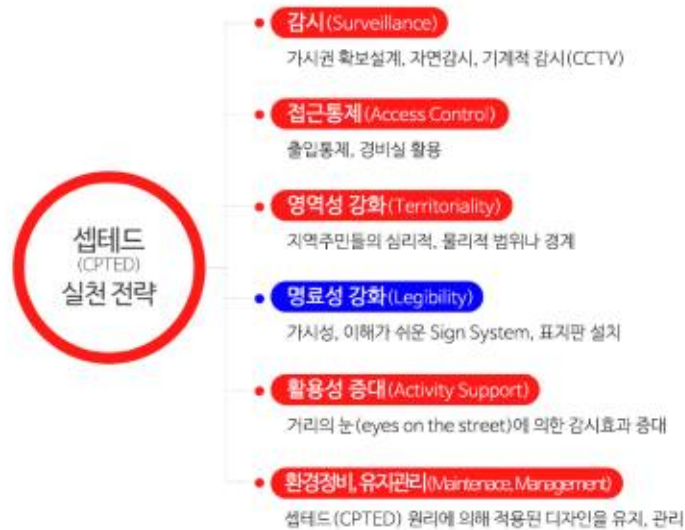 감시(Surveillance)
가시권 확보설계, 자연감시, 기계적 감시(CCTV)
접근통제(Access Control)
출입통제, 경비실 활용
영역성 강화(Territoriality)
지역주민들의 심리적, 물리적 범위나 경계
셉테드
(CPTED)
실천 전략
명료성 강화(Legibility)
가시성, 이해가 쉬운 Sign System, 표지판 설치
활용성 증대(Activity Support)
거리의 눈(eyes on the street)에 의한 감시효과 증대
환경정비, 유지관리(Maintenace, Management)
셉테드(CPTED) 원리에 의해 적용된 디자인을 유지, 관리